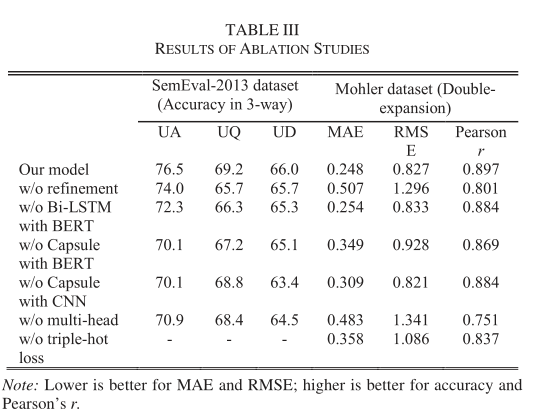 TABLE III
RESULTS OF ABLATION STUDIES
SemEval-2013 dataset (Accuracy in 3-way) Mohler dataset (Double-expansion)
UA UQ UD MAE RMSE Pearson r
Our model 76.5 69.2 66.0 0.248 0.827 0.897
w/o refinement 74.0 65.7 65.7 0.507 1.296 0.801
w/o Bi-LSTM with BERT 72.3 66.3 65.3 0.254 0.833 0.884
w/o Capsule with BERT 70.1 67.2 65.1 0.349 0.928 0.869
w/o Capsule with CNN 70.1 68.8 63.4 0.309 0.821 0.884
w/o multi-head 70.9 68.4 64.5 0.483 1.341 0.751
w/o triple-hot loss - - - 0.358 1.086 0.837
Note: Lower is better for MAE and RMSE; higher is better for accuracy and
Pearson's r.